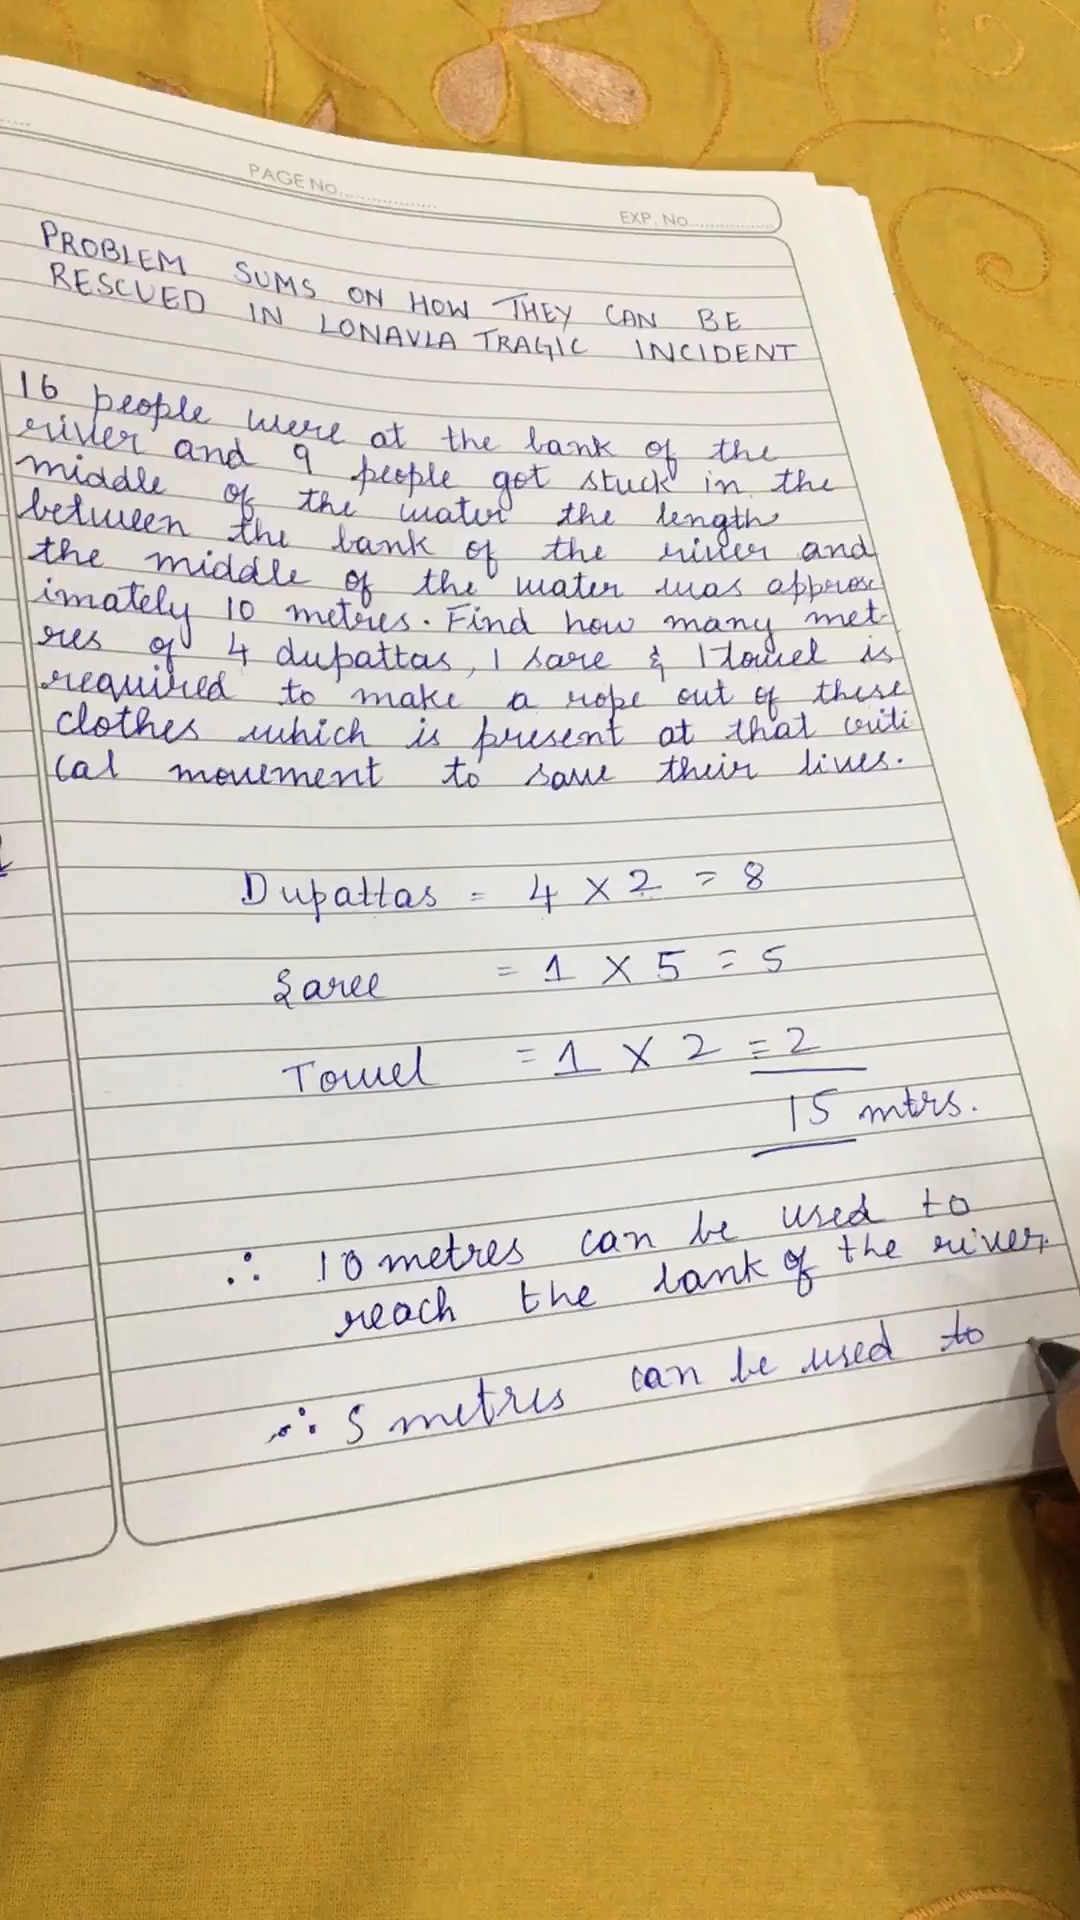 PAGE No.
EXP. No.
PROBLEM SUMS ON HOW THEY CAN BE
RESCUED IN LONAVLA TRAGIC INCIDENT
16 people were at the bank of the
river and 9 people got stuck in the
middle of the water the length
between the bank of the river and
the middle of the water was approx
imately 10 metres. Find how many met-
res of 4 dupattas, 1 sare & 1 towel is
required to make a rope out of these
clothes which is present at that criti
cal movement to save their lives.
Dupattas = 4 X 2 = 8
Saree = 1 X 5 = 5
Towel = 1 X 2 = 2
15 mtrs.
∴ 10 metres can be used to
reach the bank of the river.
∴ 5 metres can be used to